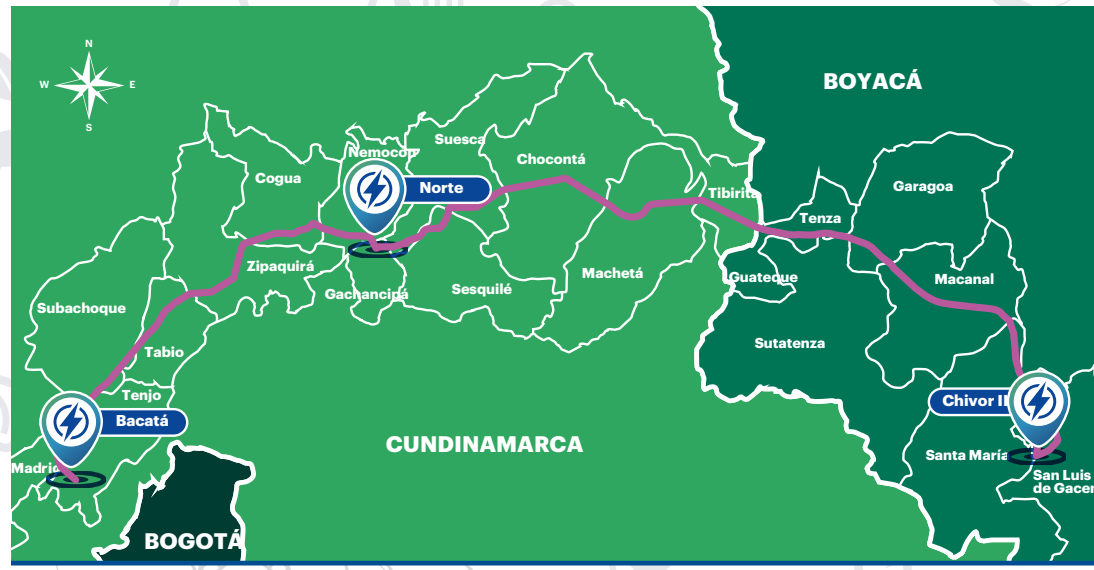 N
W E
S
BOYACÁ
Suesca
Nemocón
Chocontá
Cogua
Norte
Tibirita
Garagoa
Tenza
Zipaquirá
Machetá
Guateque
Macanal
Gachancipá
Sesquilé
Subachoque
Sutatenza
Tabio
Tenjo
Chivor II
Bacatá
CUNDINAMARCA
Santa María
Madrid
San Luis
de Gacen
BOGOTÁ